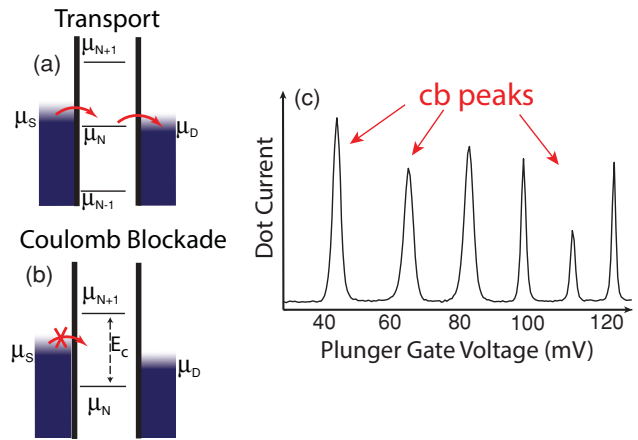 Transport
(a)
μN+1
μS
μN
μD
μN-1
Coulomb Blockade
(b)
μN+1
μS
Ec
μD
μN
(c)
cb peaks
Dot Current
40 60 80 100 120
Plunger Gate Voltage (mV)